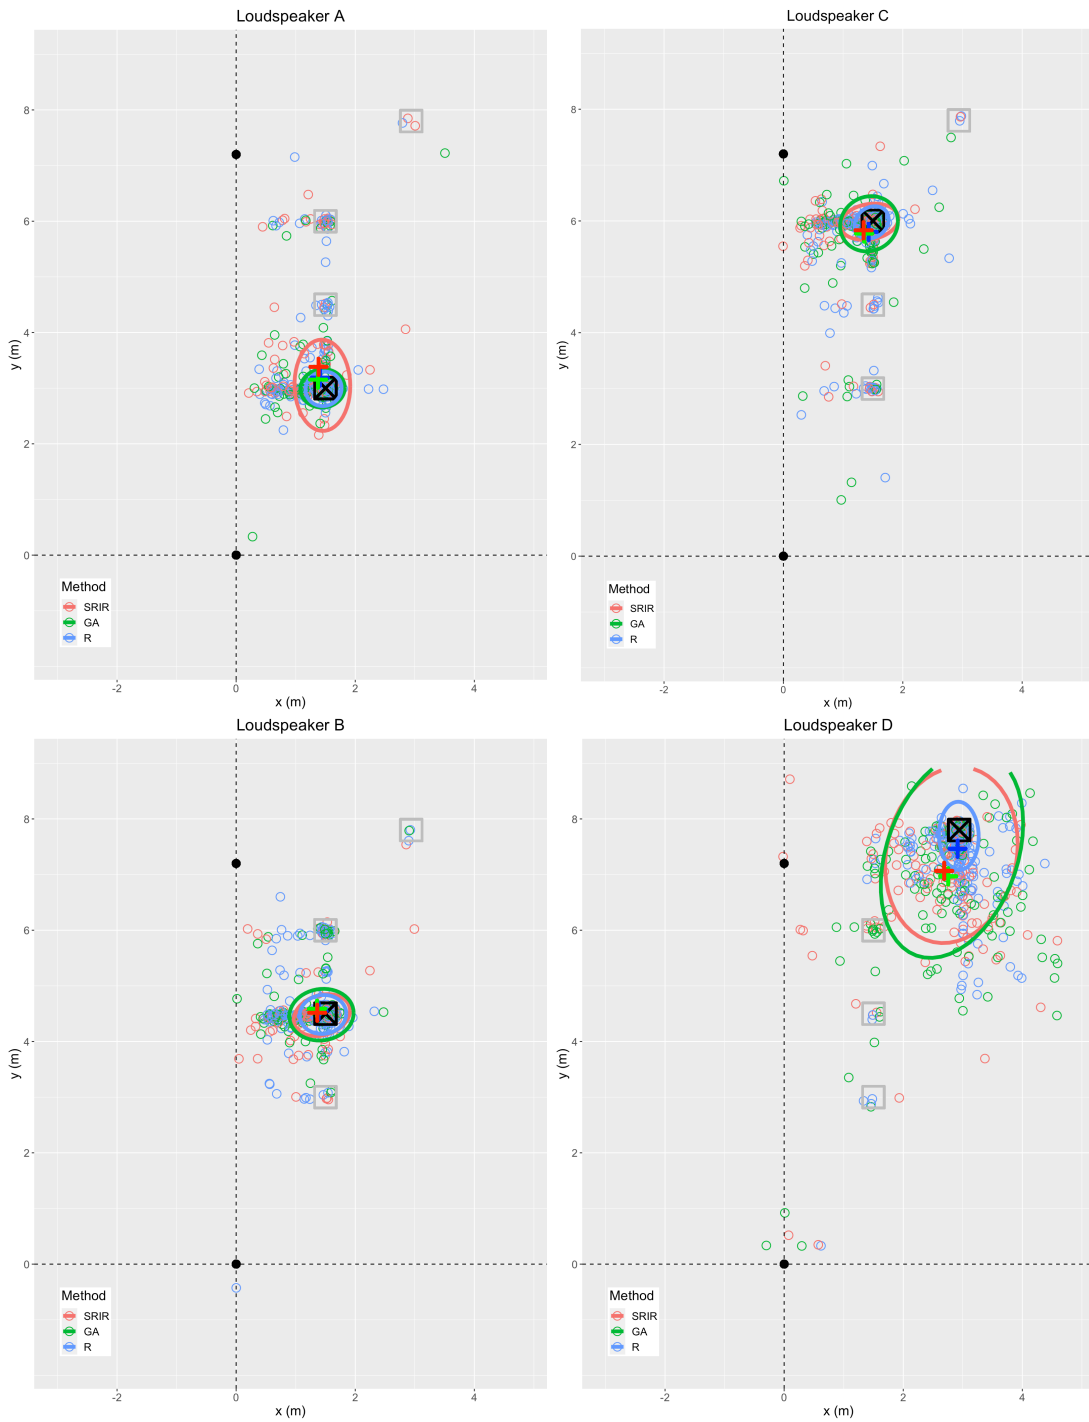 Loudspeaker A
8
6
4
2
0
y (m)
Method
SRIR
GA
R
-2
0
2
4
x (m)
Loudspeaker C
8
6
4
2
0
y (m)
Method
SRIR
GA
R
-2
0
2
4
x (m)
Loudspeaker B
8
6
4
2
0
y (m)
Method
SRIR
GA
R
-2
0
2
4
x (m)
Loudspeaker D
8
6
4
2
0
y (m)
Method
SRIR
GA
R
-2
0
2
4
x (m)